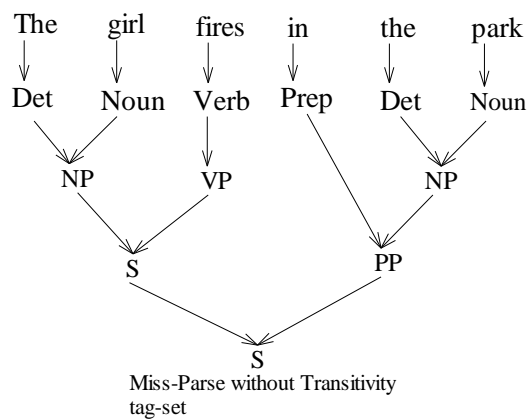 The girl fires in the park
Det Noun Verb Prep Det Noun
NP VP NP
S PP
S
Miss-Parse without Transitivity
tag-set